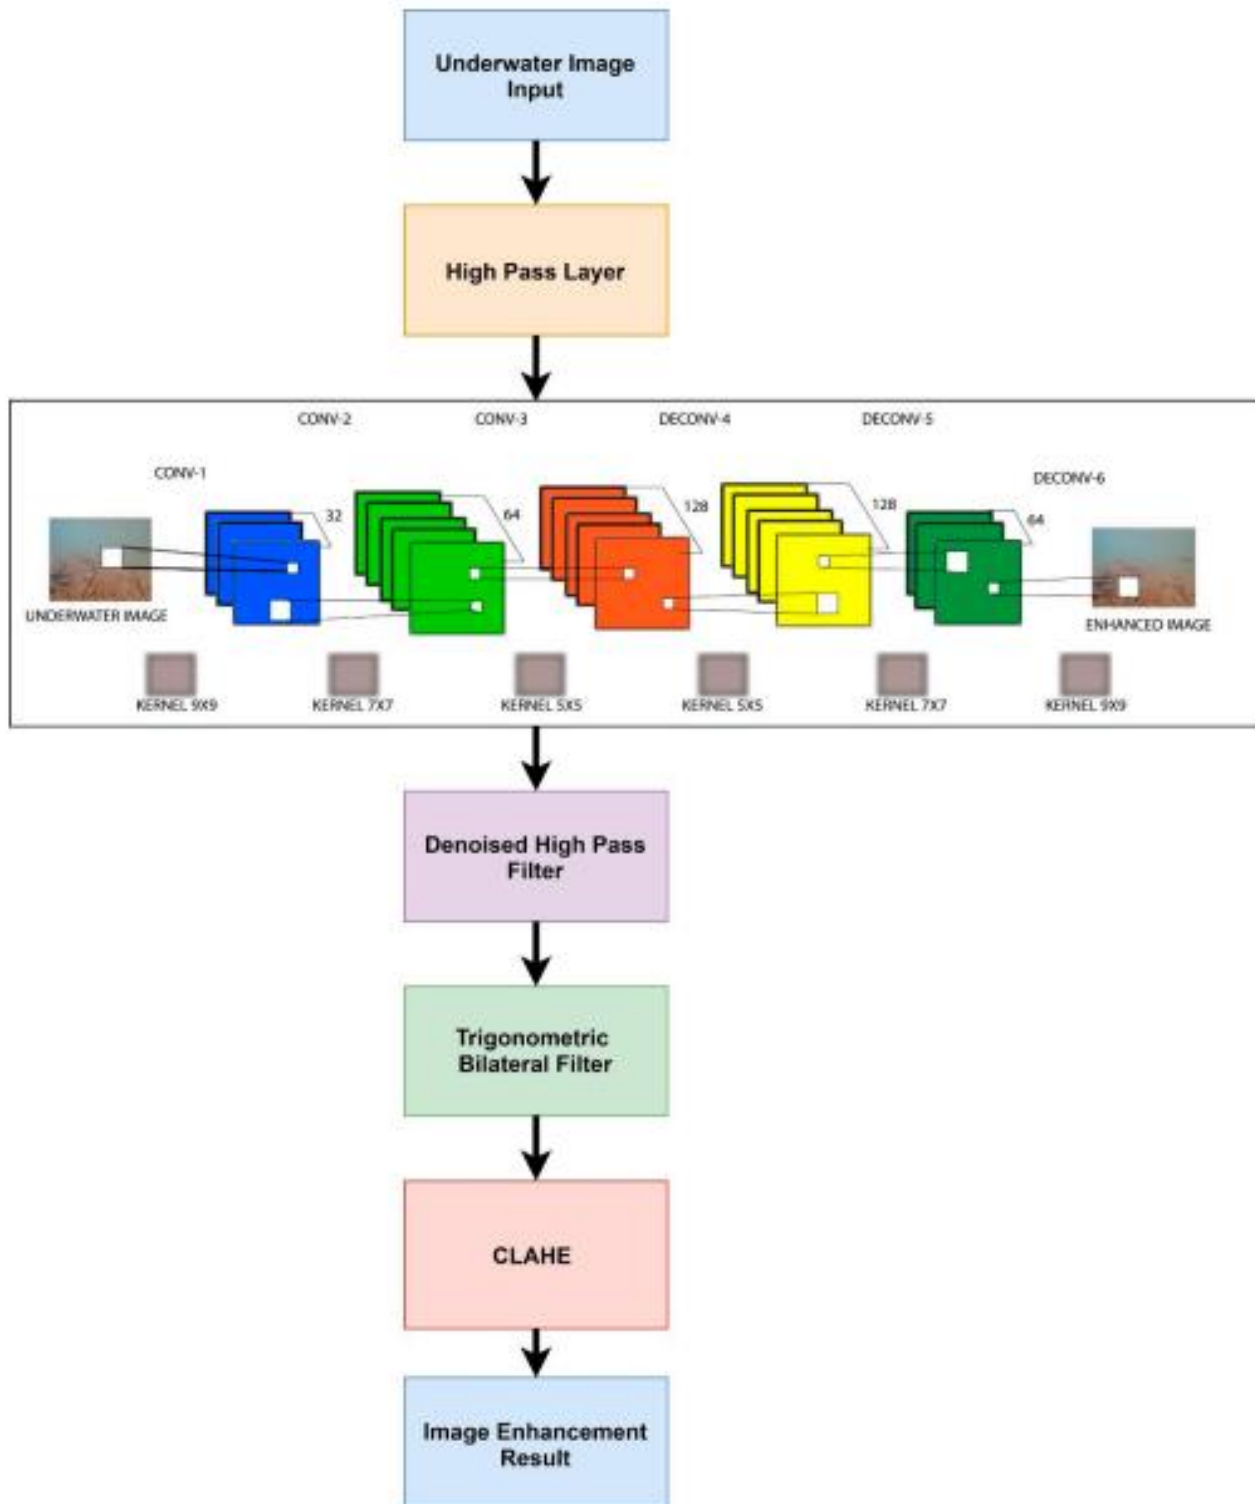 Underwater Image
Input
High Pass Layer
CONV-2 CONV-3 DECONV-4 DECONV-5
CONV-1 DECONV-6
32 64 128 128 64
UNDERWATER IMAGE ENHANCED IMAGE
KERNEL 9X9 KERNEL 7X7 KERNEL 5X5 KERNEL 5X5 KERNEL 7X7 KERNEL 9X9
Denoised High Pass
Filter
Trigonometric
Bilateral Filter
CLAHE
Image Enhancement
Result